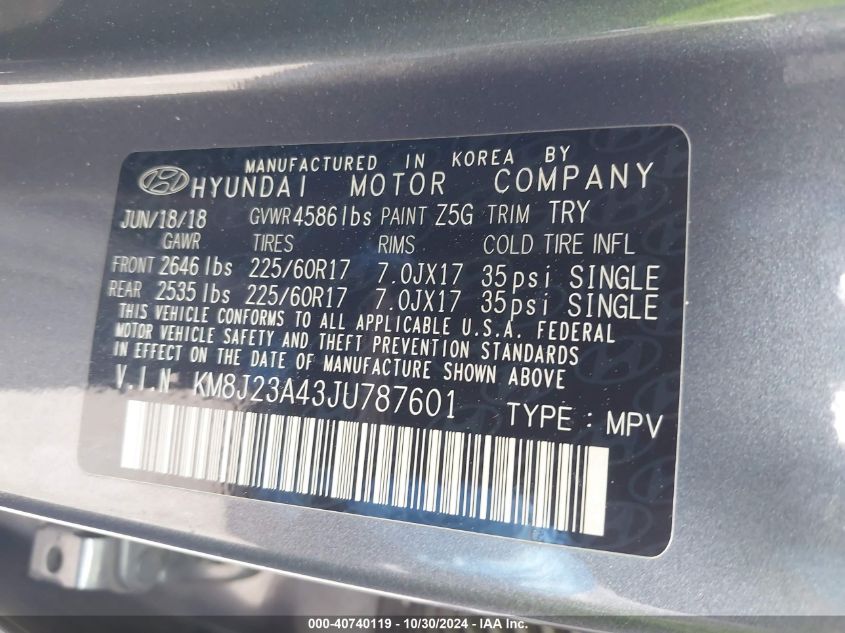 MANUFACTURED IN KOREA BY
HYUNDAI MOTOR COMPANY
JUN/18/18 GVWR 4586 lbs PAINT Z5G TRIM TRY
GAWR TIRES RIMS COLD TIRE INFL
FRONT 2646 lbs 225/60R17 7.0JX17 35psi SINGLE
REAR 2535 lbs 225/60R17 7.0JX17 35psi SINGLE
THIS VEHICLE CONFORMS TO ALL APPLICABLE U.S.A. FEDERAL
MOTOR VEHICLE SAFETY AND THEFT PREVENTION STANDARDS
IN EFFECT ON THE DATE OF MANUFACTURE SHOWN ABOVE
V.I.N KM8J23A43JU787601 TYPE : MPV
000-40740119 - 10/30/2024 - IAA Inc.